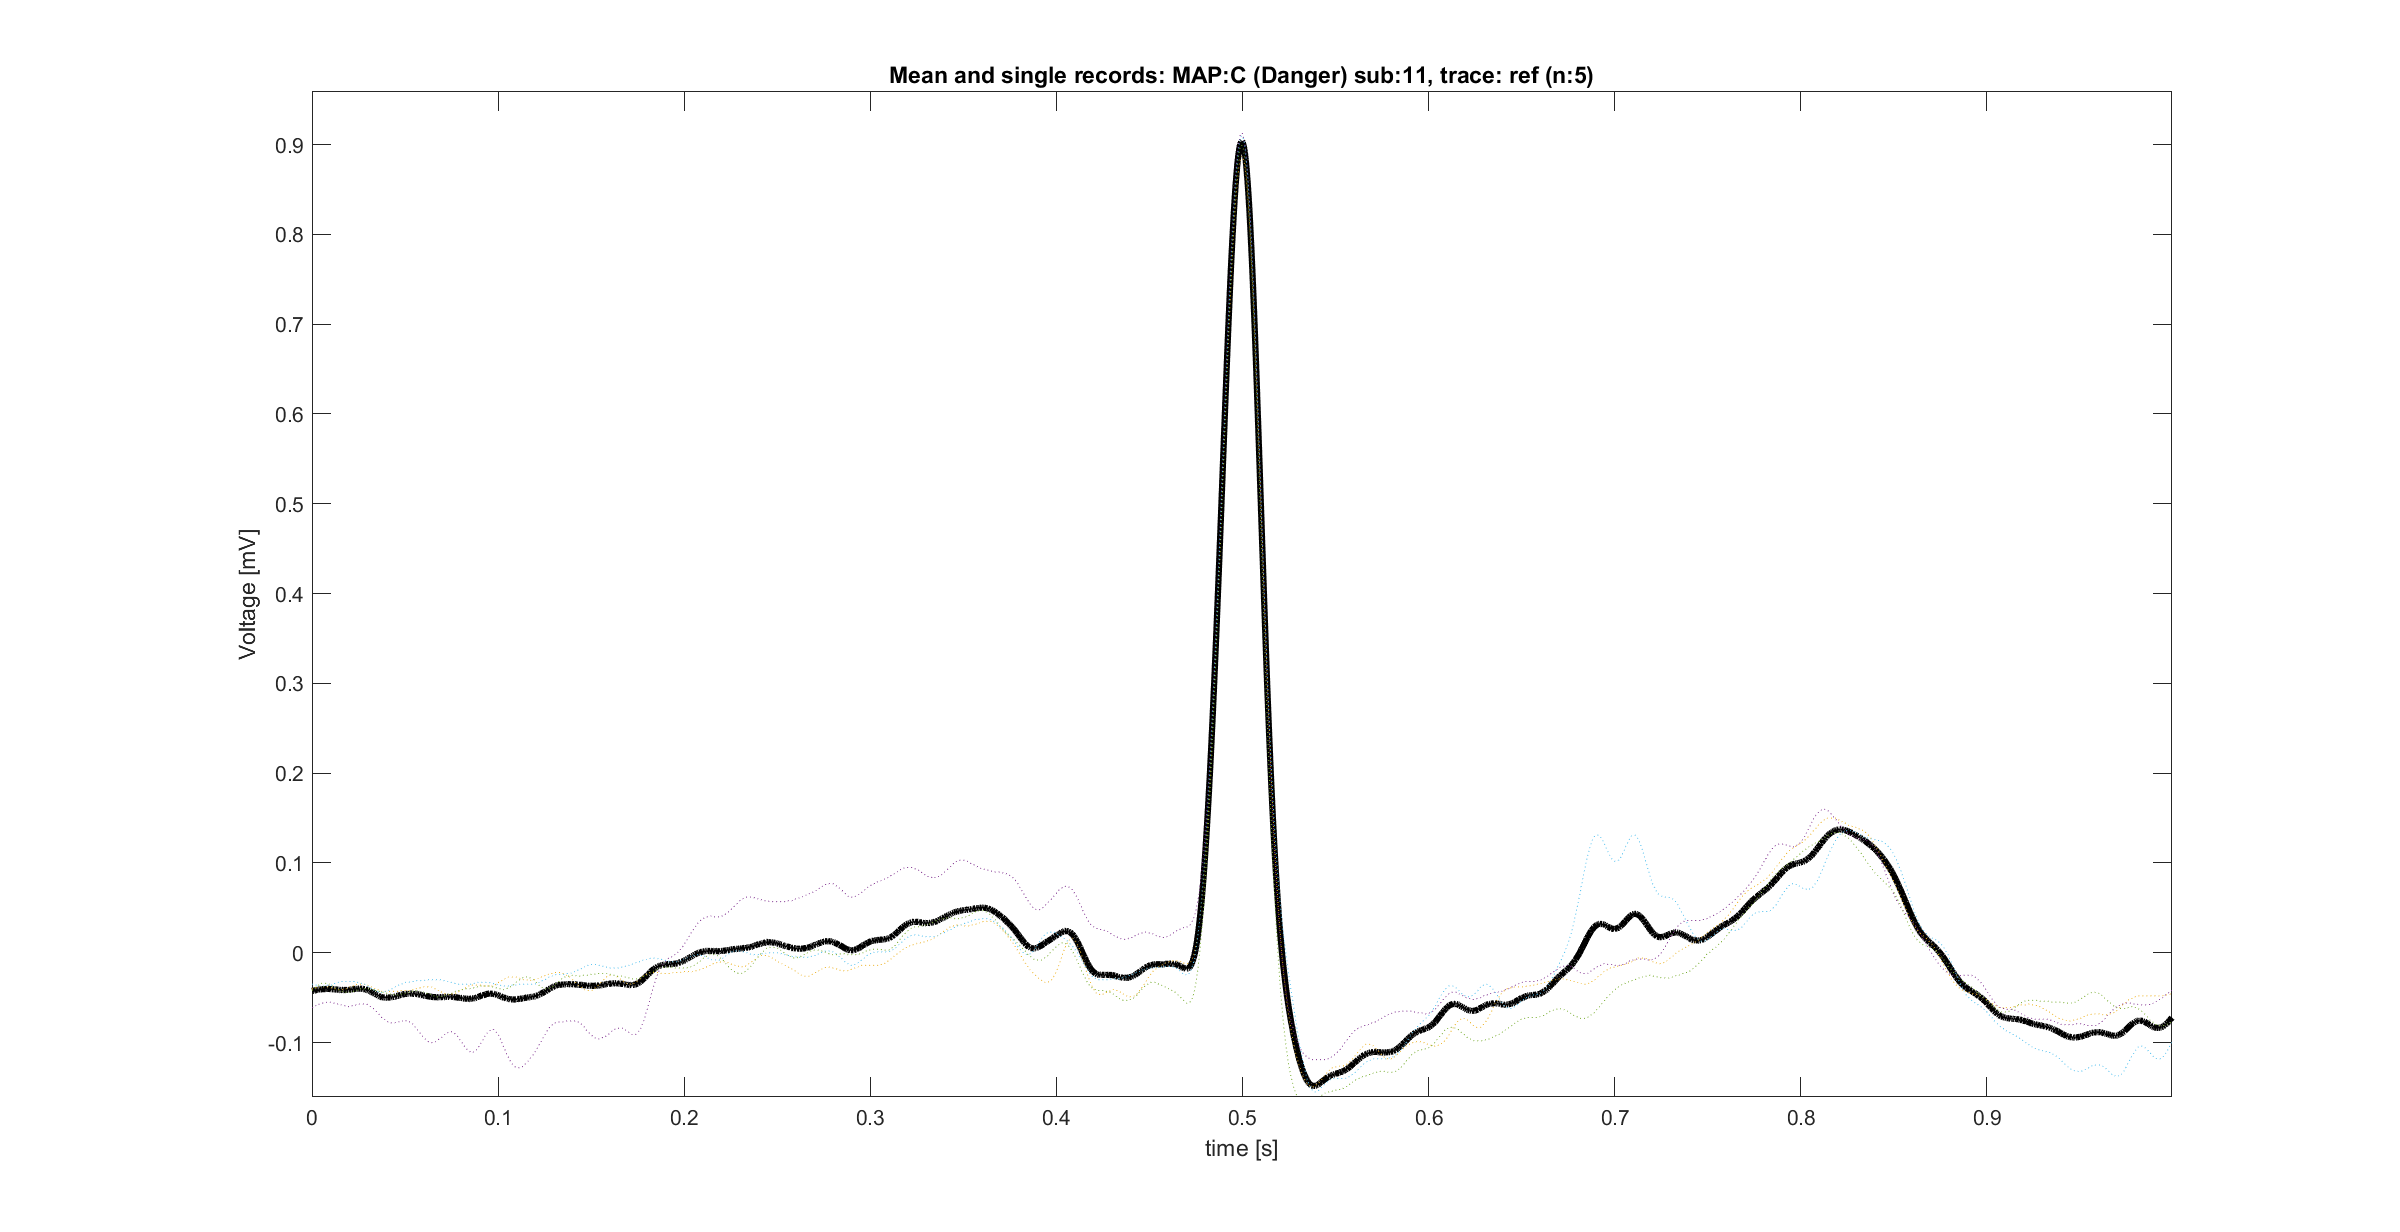 Mean and single records: MAP:C (Danger) sub:11, trace: ref (n:5)
0.9
0.8
0.7
0.6
0.5
0.4
0.3
0.2
0.1
0
-0.1
Voltage [mV]
0 0.1 0.2 0.3 0.4 0.5 0.6 0.7 0.8 0.9
time [s]